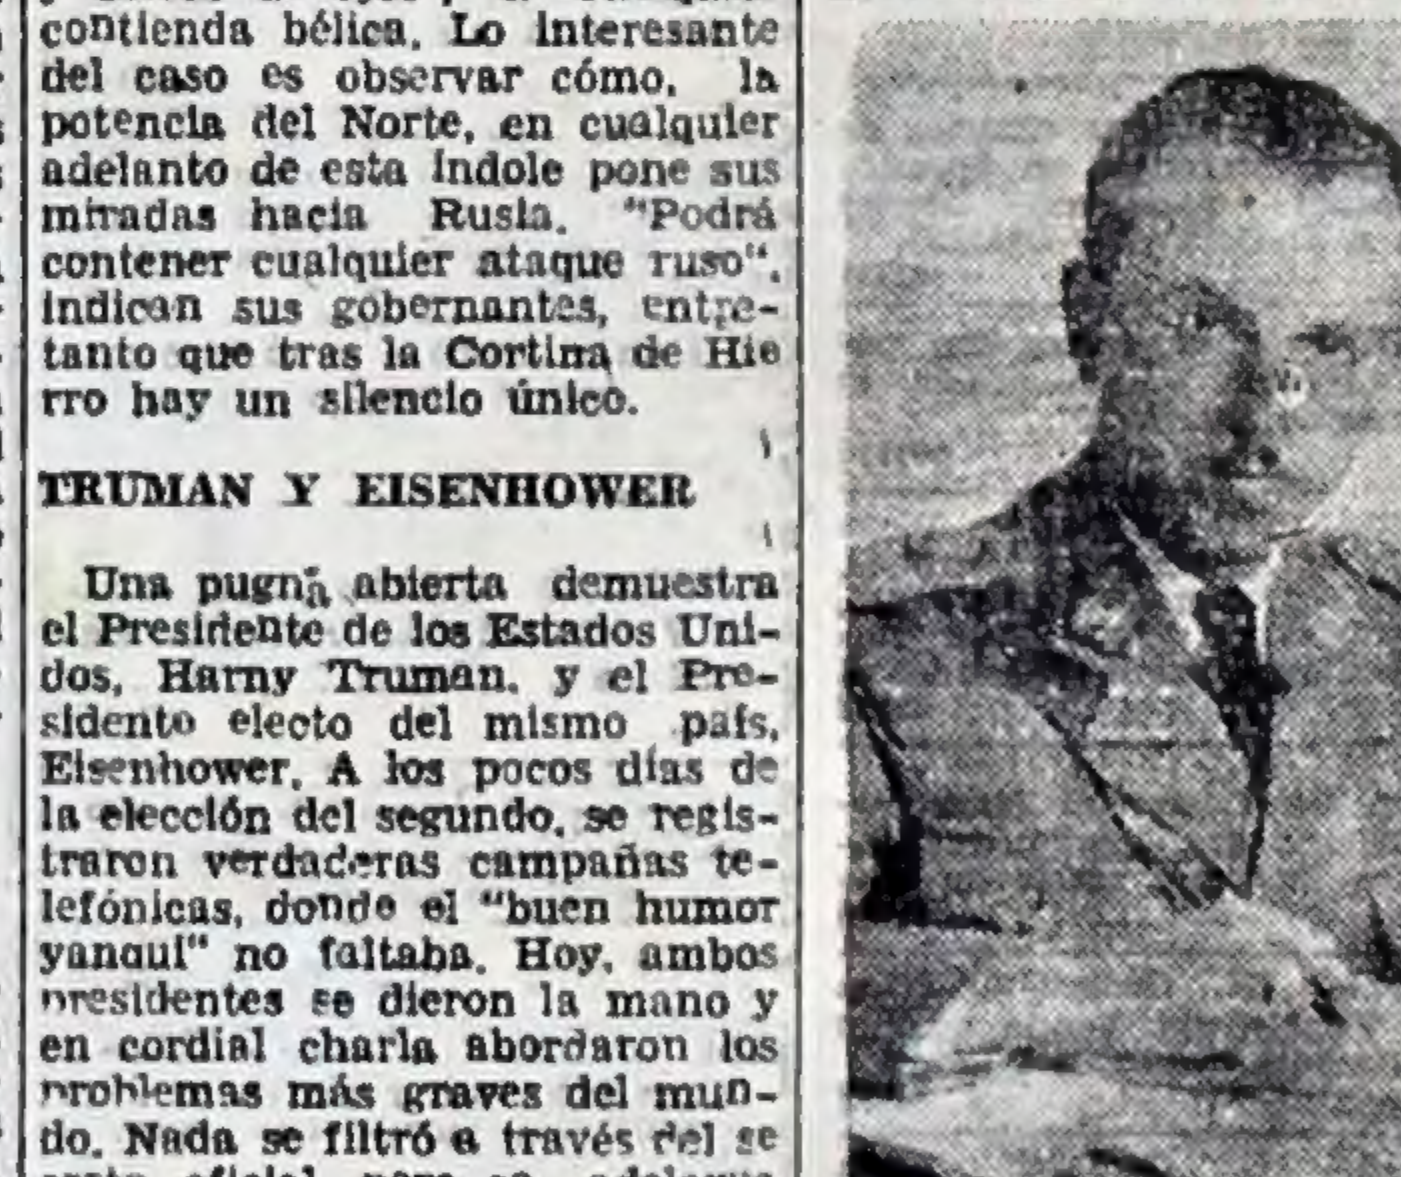 contienda bélica. Lo interesante
del caso es observar cómo, la
potencia del Norte, en cualquier
adelanto de esta índole pone sus
miradas hacia Rusia. "Podrá
contener cualquier ataque ruso",
indican sus gobernantes, entre-
tanto que tras la Cortina de Hie
rro hay un silencio único.
TRUMAN Y EISENHOWER
Una pugna abierta demuestra
el Presidente de los Estados Uni-
dos, Harry Truman, y el Pre-
sidente electo del mismo país,
Eisenhower. A los pocos días de
la elección del segundo, se regis-
traron verdaderas campañas te-
lefónicas, donde el "buen humor
yanqui" no faltaba. Hoy, ambos
presidentes se dieron la mano y
en cordial charla abordaron los
problemas más graves del mun-
do. Nada se filtró a través del se